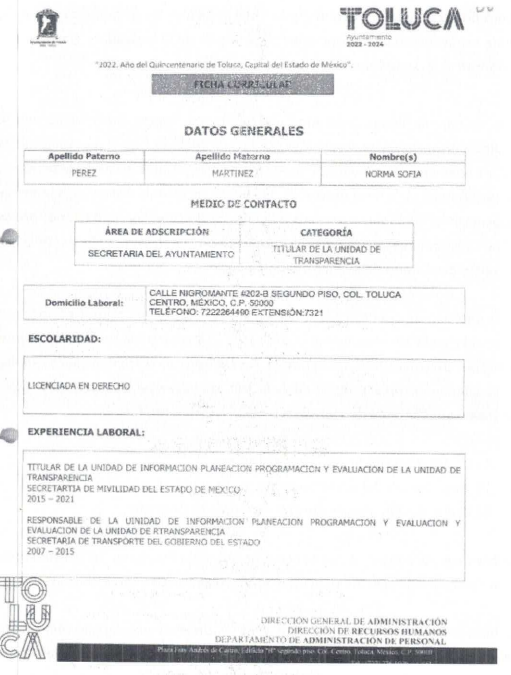 TOLUCA
Ayuntamiento
2022 - 2024
"2022. Año del Quincentenario de Toluca, Capital del Estado de México".
FICHA CURRICULAR
DATOS GENERALES
Apellido Paterno Apellido Materno Nombre(s)
PEREZ MARTINEZ NORMA SOFIA
MEDIO DE CONTACTO
ÁREA DE ADSCRIPCIÓN CATEGORÍA
SECRETARIA DEL AYUNTAMIENTO TITULAR DE LA UNIDAD DE
TRANSPARENCIA
Domicilio Laboral:
CALLE NIGROMANTE #202-B SEGUNDO PISO, COL. TOLUCA
CENTRO, MÉXICO, C.P. 50000
TELÉFONO: 7222264490 EXTENSIÓN:7321
ESCOLARIDAD:
LICENCIADA EN DERECHO
EXPERIENCIA LABORAL:
TITULAR DE LA UNIDAD DE INFORMACION PLANEACION PROGRAMACION Y EVALUACION DE LA UNIDAD DE
TRANSPARENCIA
SECRETARTIA DE MIVILIDAD DEL ESTADO DE MEXICO
2015 – 2021
RESPONSABLE DE LA UINIDAD DE INFORMACION PLANEACION PROGRAMACION Y EVALUACION Y
EVALUACION DE LA UNIDAD DE RTRANSPARENCIA
SECRETARIA DE TRANSPORTE DEL GOBIERNO DEL ESTADO
2007 – 2015
TO
LU
CA
DIRECCIÓN GENERAL DE ADMINISTRACIÓN
DIRECCIÓN DE RECURSOS HUMANOS
DEPARTAMENTO DE ADMINISTRACIÓN DE PERSONAL
Plaza Fray Andrés de Castro, Edificio "B" segundo piso, Col. Centro, Toluca, México, C.P. 50000